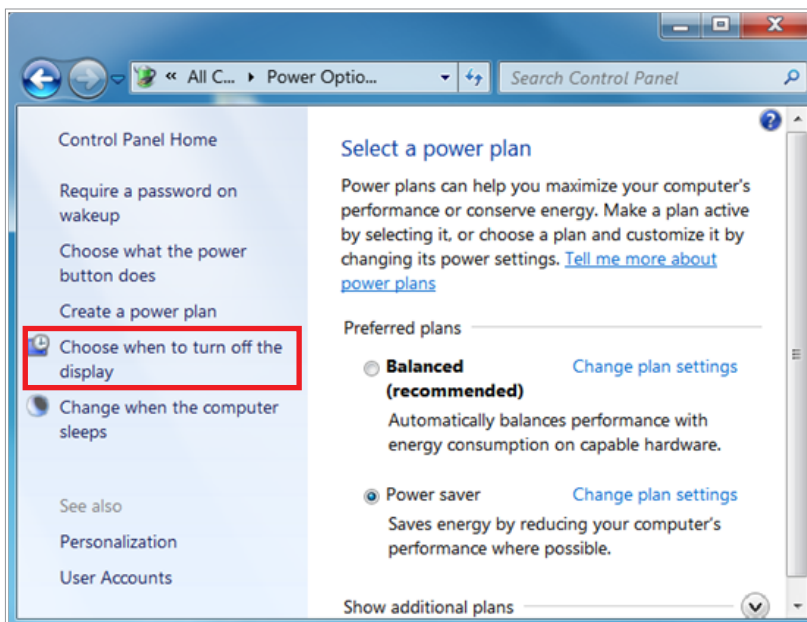 « All C... ▸ Power Optio...
Search Control Panel
Control Panel Home
Require a password on
wakeup
Choose what the power
button does
Create a power plan
Choose when to turn off the
display
Change when the computer
sleeps
See also
Personalization
User Accounts
Select a power plan
Power plans can help you maximize your computer's
performance or conserve energy. Make a plan active
by selecting it, or choose a plan and customize it by
changing its power settings. Tell me more about
power plans
Preferred plans
Balanced Change plan settings
(recommended)
Automatically balances performance with
energy consumption on capable hardware.
Power saver Change plan settings
Saves energy by reducing your computer's
performance where possible.
Show additional plans